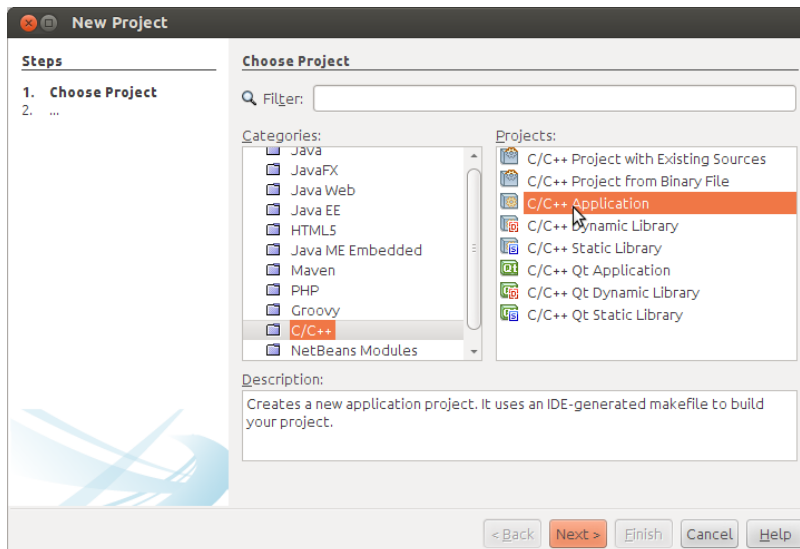 New Project
Steps
1. Choose Project
2. ...
Choose Project
Filter:
Categories:
Java
JavaFX
Java Web
Java EE
HTML5
Java ME Embedded
Maven
PHP
Groovy
C/C++
NetBeans Modules
Projects:
C/C++ Project with Existing Sources
C/C++ Project from Binary File
C/C++ Application
C/C++ Dynamic Library
C/C++ Static Library
C/C++ Qt Application
C/C++ Qt Dynamic Library
C/C++ Qt Static Library
Description:
Creates a new application project. It uses an IDE-generated makefile to build
your project.
< Back Next > Finish Cancel Help